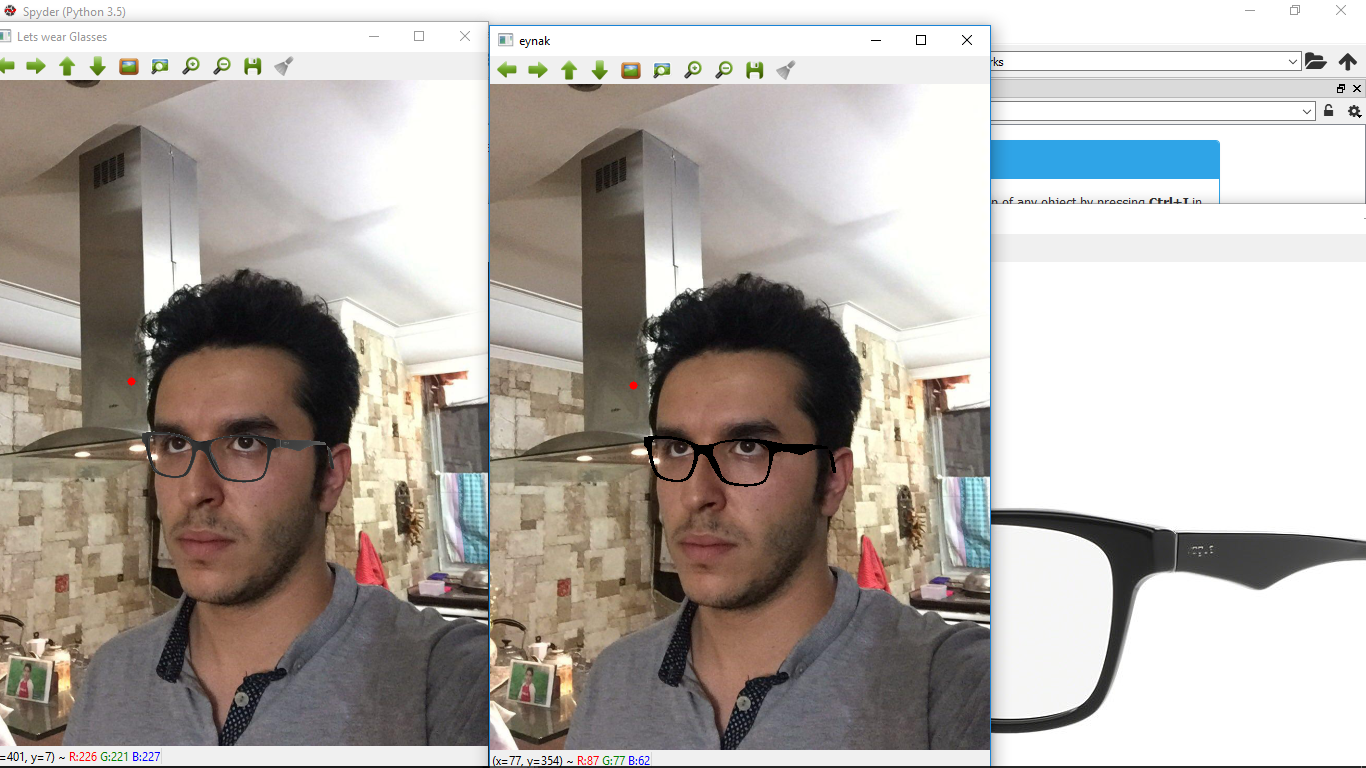 Spyder (Python 3.5)
Lets wear Glasses
eynak
rks
n of any object by pressing Ctrl+I in
=401, y=7) ~ R:226 G:221 B:227
(x=77, y=354) ~ R:87 G:77 B:62